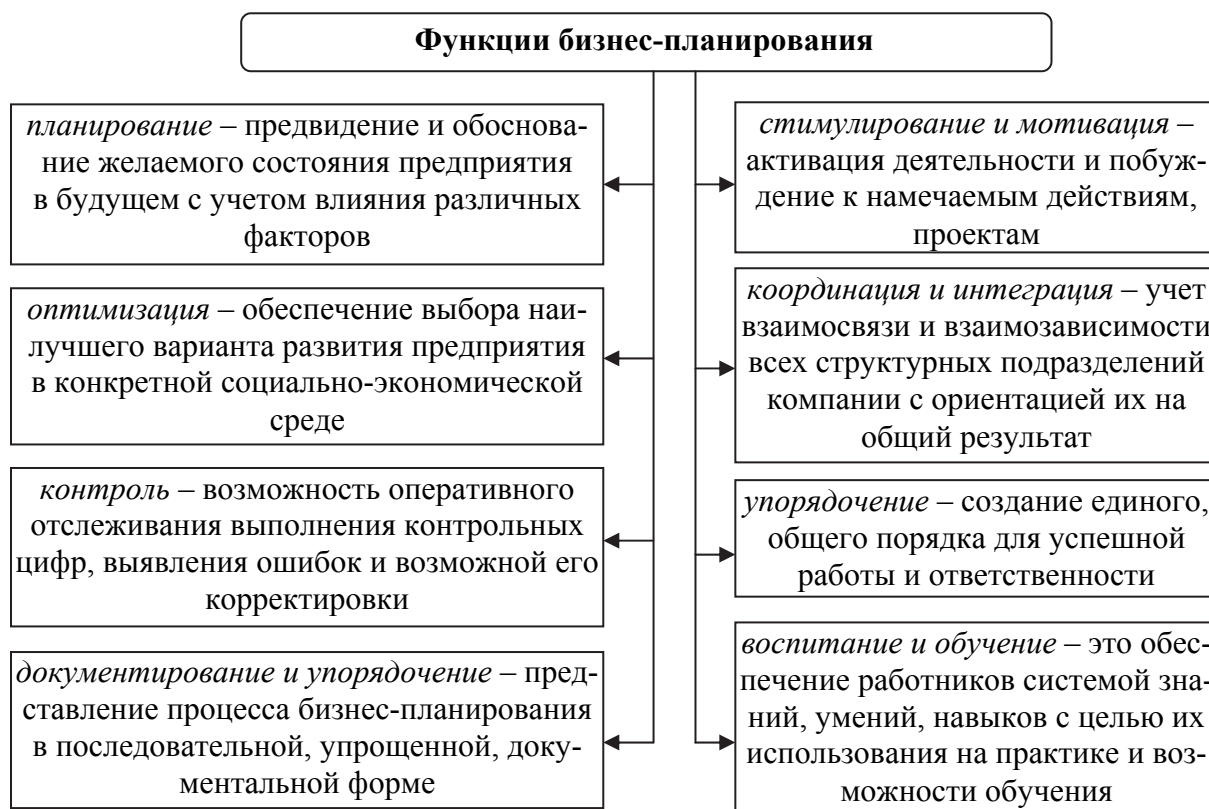 Функции бизнес-планирования
планирование – предвидение и обоснова-
ние желаемого состояния предприятия
в будущем с учетом влияния различных
факторов
оптимизация – обеспечение выбора наи-
лучшего варианта развития предприятия
в конкретной социально-экономической
среде
контроль – возможность оперативного
отслеживания выполнения контрольных
цифр, выявления ошибок и возможной его
корректировки
документирование и упорядочение – пред-
ставление процесса бизнес-планирования
в последовательной, упрощенной, доку-
ментальной форме
стимулирование и мотивация –
активация деятельности и побуж-
дение к намечаемым действиям,
проектам
координация и интеграция – учет
взаимосвязи и взаимозависимости
всех структурных подразделений
компании с ориентацией их на
общий результат
упорядочение – создание единого,
общего порядка для успешной
работы и ответственности
воспитание и обучение – это обес-
печение работников системой зна-
ний, умений, навыков с целью их
использования на практике и воз-
можности обучения